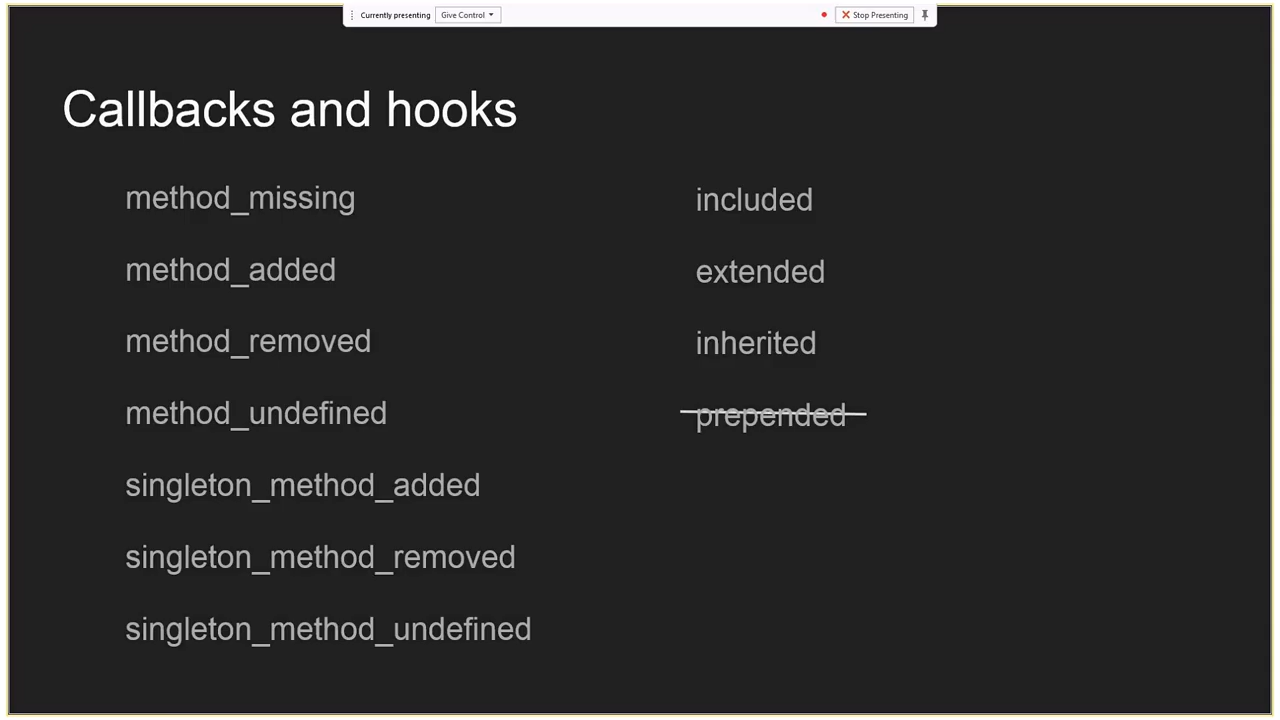 Currently presenting Give Control Stop Presenting
Callbacks and hooks
method_missing
method_added
method_removed
method_undefined
singleton_method_added
singleton_method_removed
singleton_method_undefined
included
extended
inherited
prepended